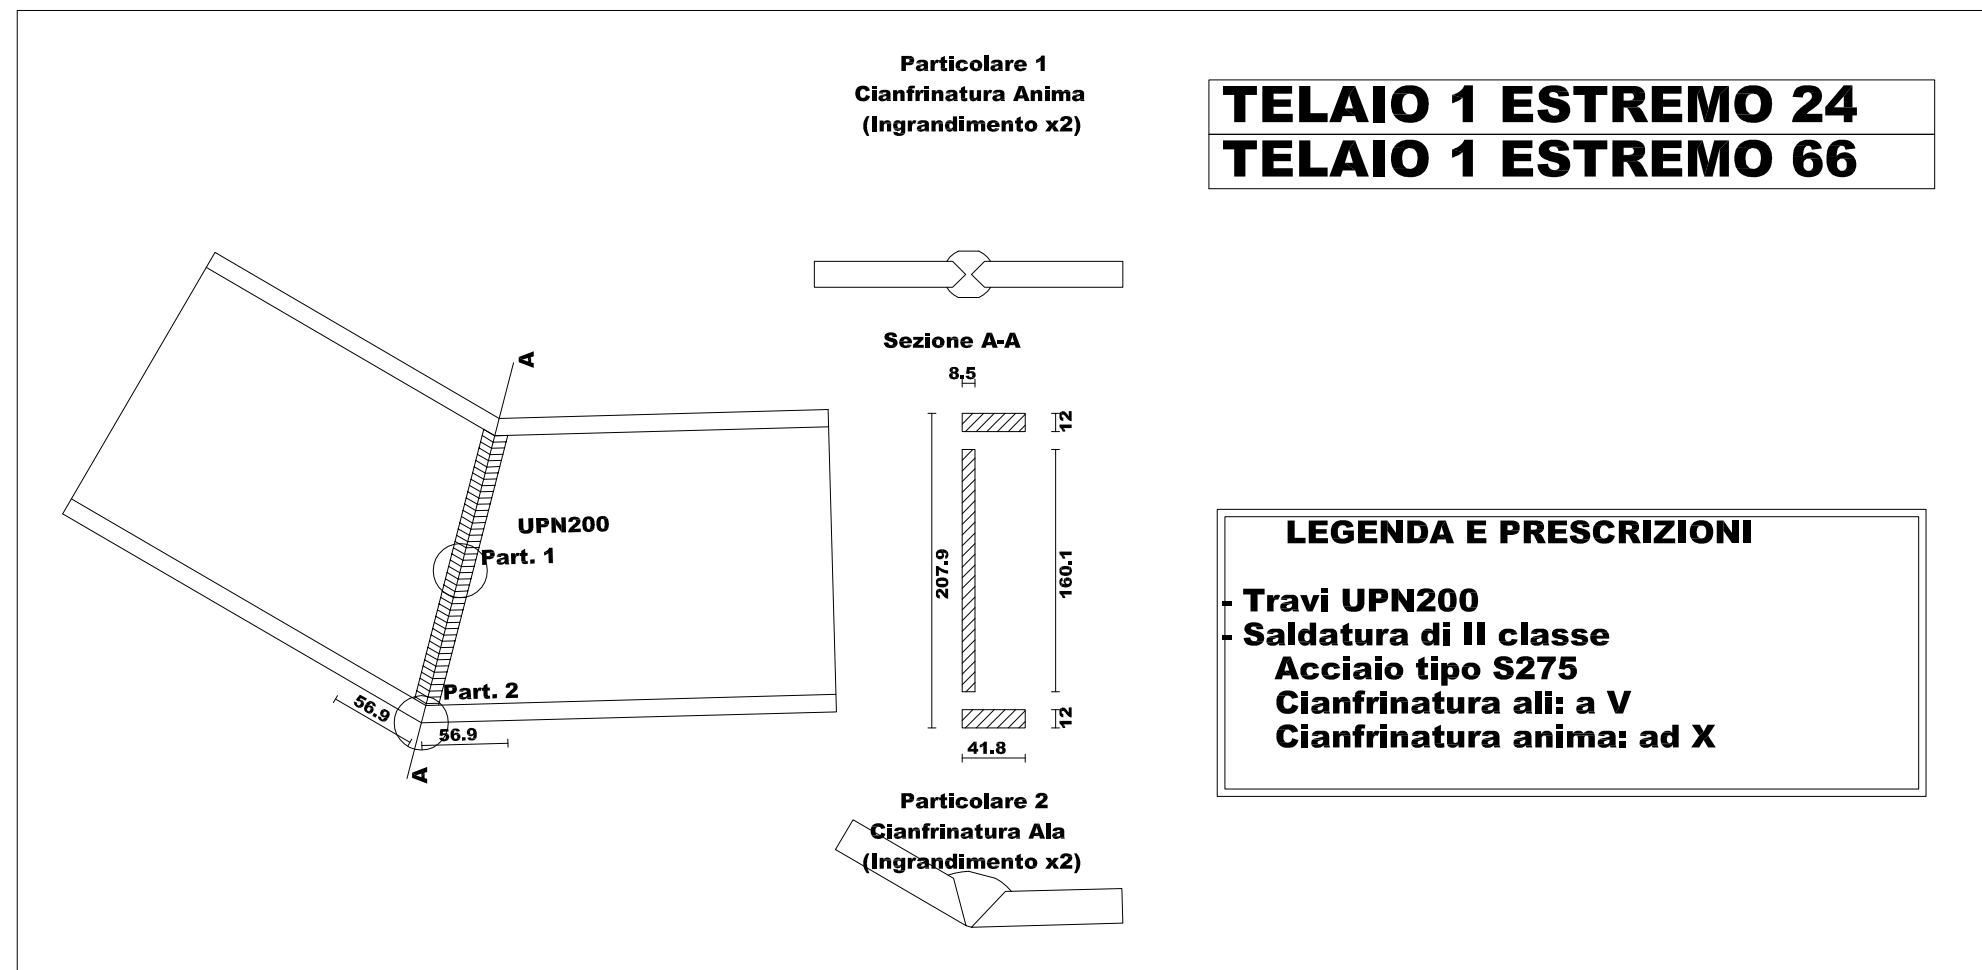 Particolare 1
Cianfrinatura Anima
(Ingrandimento x2)
TELAIO 1 ESTREMO 24
TELAIO 1 ESTREMO 66
Sezione A-A
8.5
12
207.9
160.1
12
41.8
A
UPN200
Part. 1
Part. 2
56.9
56.9
A
LEGENDA E PRESCRIZIONI
- Travi UPN200
- Saldatura di II classe
Acciaio tipo S275
Cianfrinatura ali: a V
Cianfrinatura anima: ad X
Particolare 2
Cianfrinatura Ala
(Ingrandimento x2)